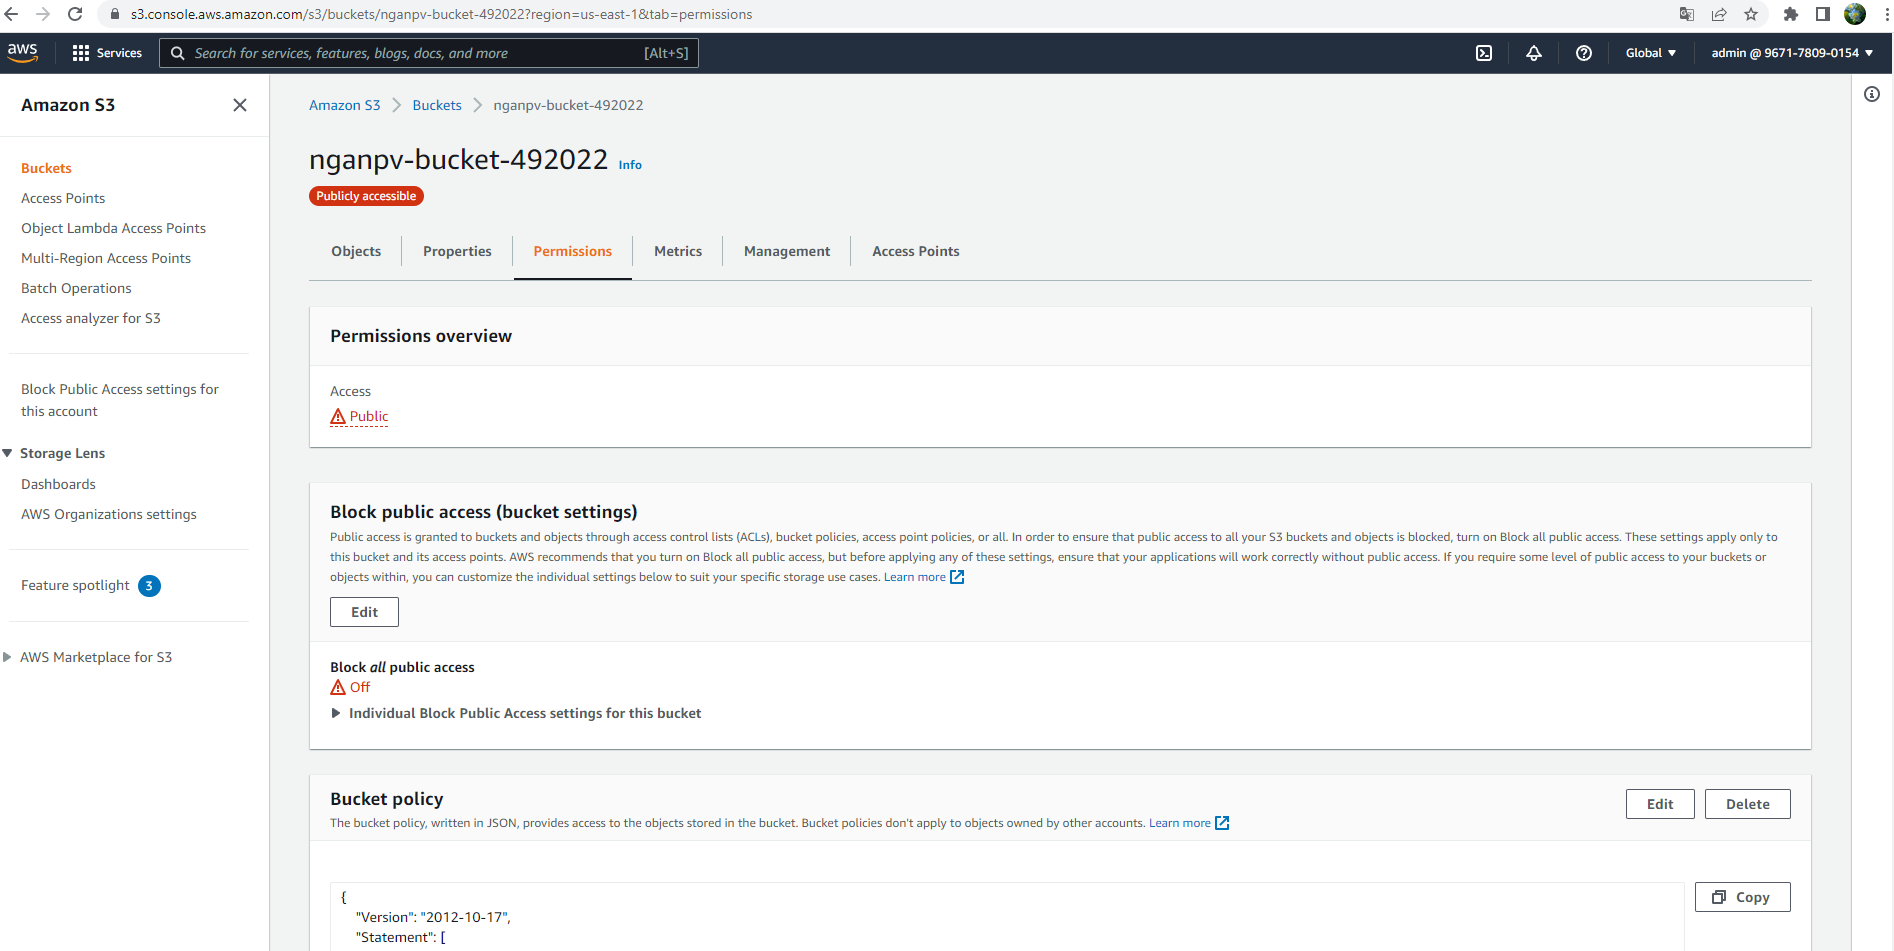 s3.console.aws.amazon.com/s3/buckets/nganpv-bucket-492022?region=us-east-1&tab=permissions
aws
Services
Search for services, features, blogs, docs, and more
[Alt+S]
Global
admin @ 9671-7809-0154
Amazon S3
Buckets
Access Points
Object Lambda Access Points
Multi-Region Access Points
Batch Operations
Access analyzer for S3
Block Public Access settings for
this account
Storage Lens
Dashboards
AWS Organizations settings
Feature spotlight 3
AWS Marketplace for S3
Amazon S3 > Buckets > nganpv-bucket-492022
nganpv-bucket-492022 Info
Publicly accessible
Objects
Properties
Permissions
Metrics
Management
Access Points
Permissions overview
Access
Public
Block public access (bucket settings)
Public access is granted to buckets and objects through access control lists (ACLs), bucket policies, access point policies, or all. In order to ensure that public access to all your S3 buckets and objects is blocked, turn on Block all public access. These settings apply only to
this bucket and its access points. AWS recommends that you turn on Block all public access, but before applying any of these settings, ensure that your applications will work correctly without public access. If you require some level of public access to your buckets or
objects within, you can customize the individual settings below to suit your specific storage use cases. Learn more
Edit
Block all public access
Off
Individual Block Public Access settings for this bucket
Bucket policy
Edit
Delete
The bucket policy, written in JSON, provides access to the objects stored in the bucket. Bucket policies don't apply to objects owned by other accounts. Learn more
Copy
{
"Version": "2012-10-17",
"Statement": [